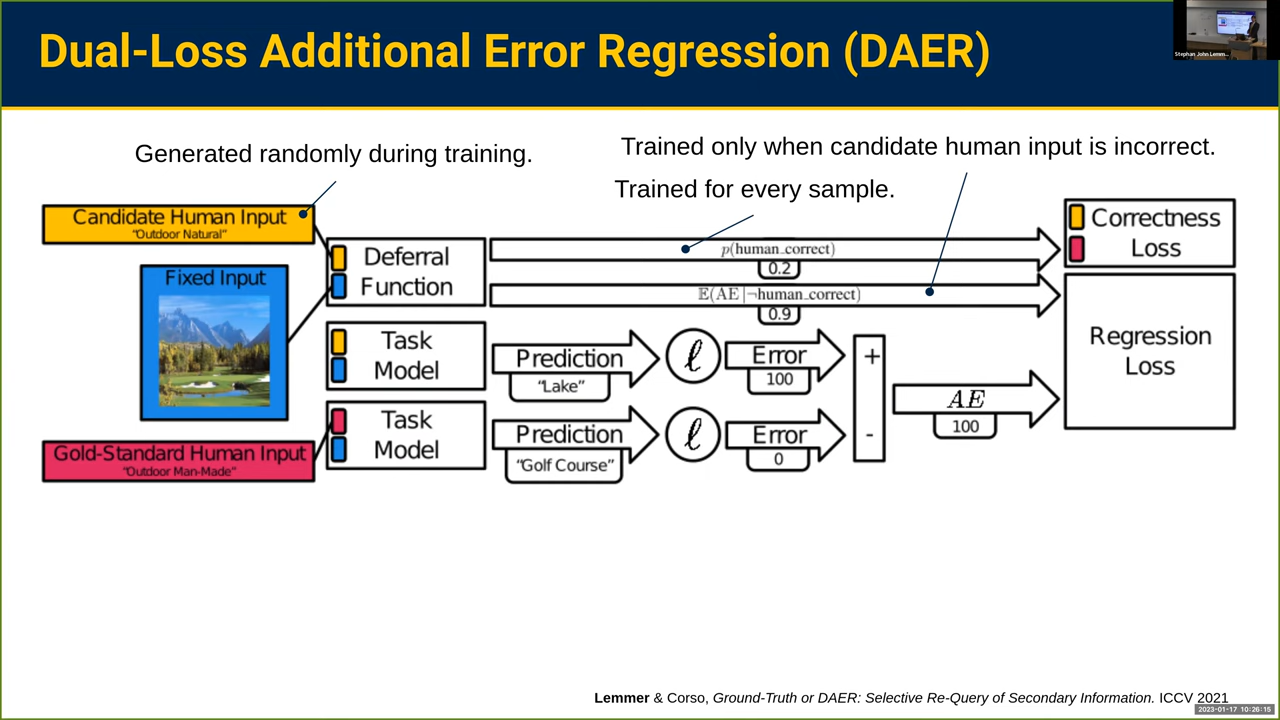 Dual-Loss Additional Error Regression (DAER)
Stephan John Lemm...
Generated randomly during training.
Trained only when candidate human input is incorrect.
Trained for every sample.
Candidate Human Input
“Outdoor Natural”
Fixed Input
Gold-Standard Human Input
“Outdoor Man-Made”
Deferral
Function
p(human_correct)
0.2
𝔼(AE|¬human_correct)
0.9
Correctness
Loss
Task
Model
Prediction
“Lake”
ℓ
Error
100
+
-
AE
100
Regression
Loss
Task
Model
Prediction
“Golf Course”
ℓ
Error
0
Lemmer & Corso, Ground-Truth or DAER: Selective Re-Query of Secondary Information. ICCV 2021
2023-01-17 10:26:15